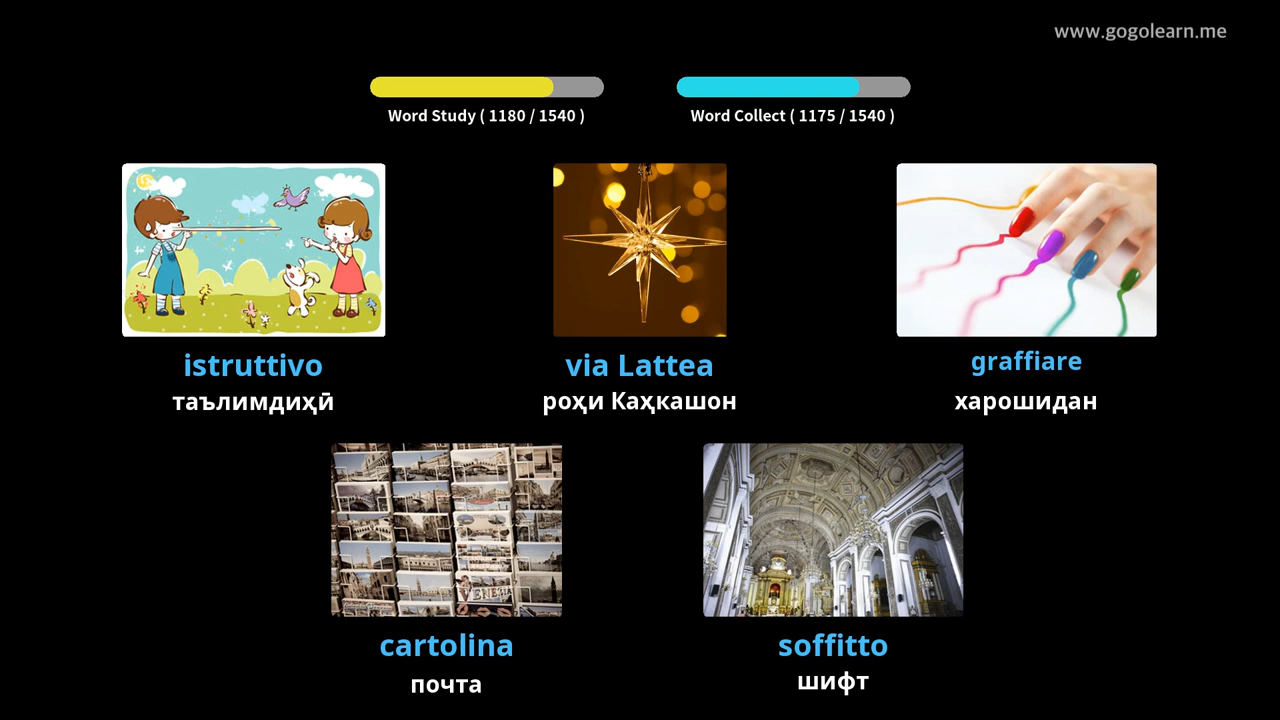 www.gogolearn.me
Word Study ( 1180 / 1540 )
Word Collect ( 1175 / 1540 )
istruttivo
таълимдиҳӣ
via Lattea
роҳи Каҳкашон
graffiare
харошидан
cartolina
почта
soffitto
шифт